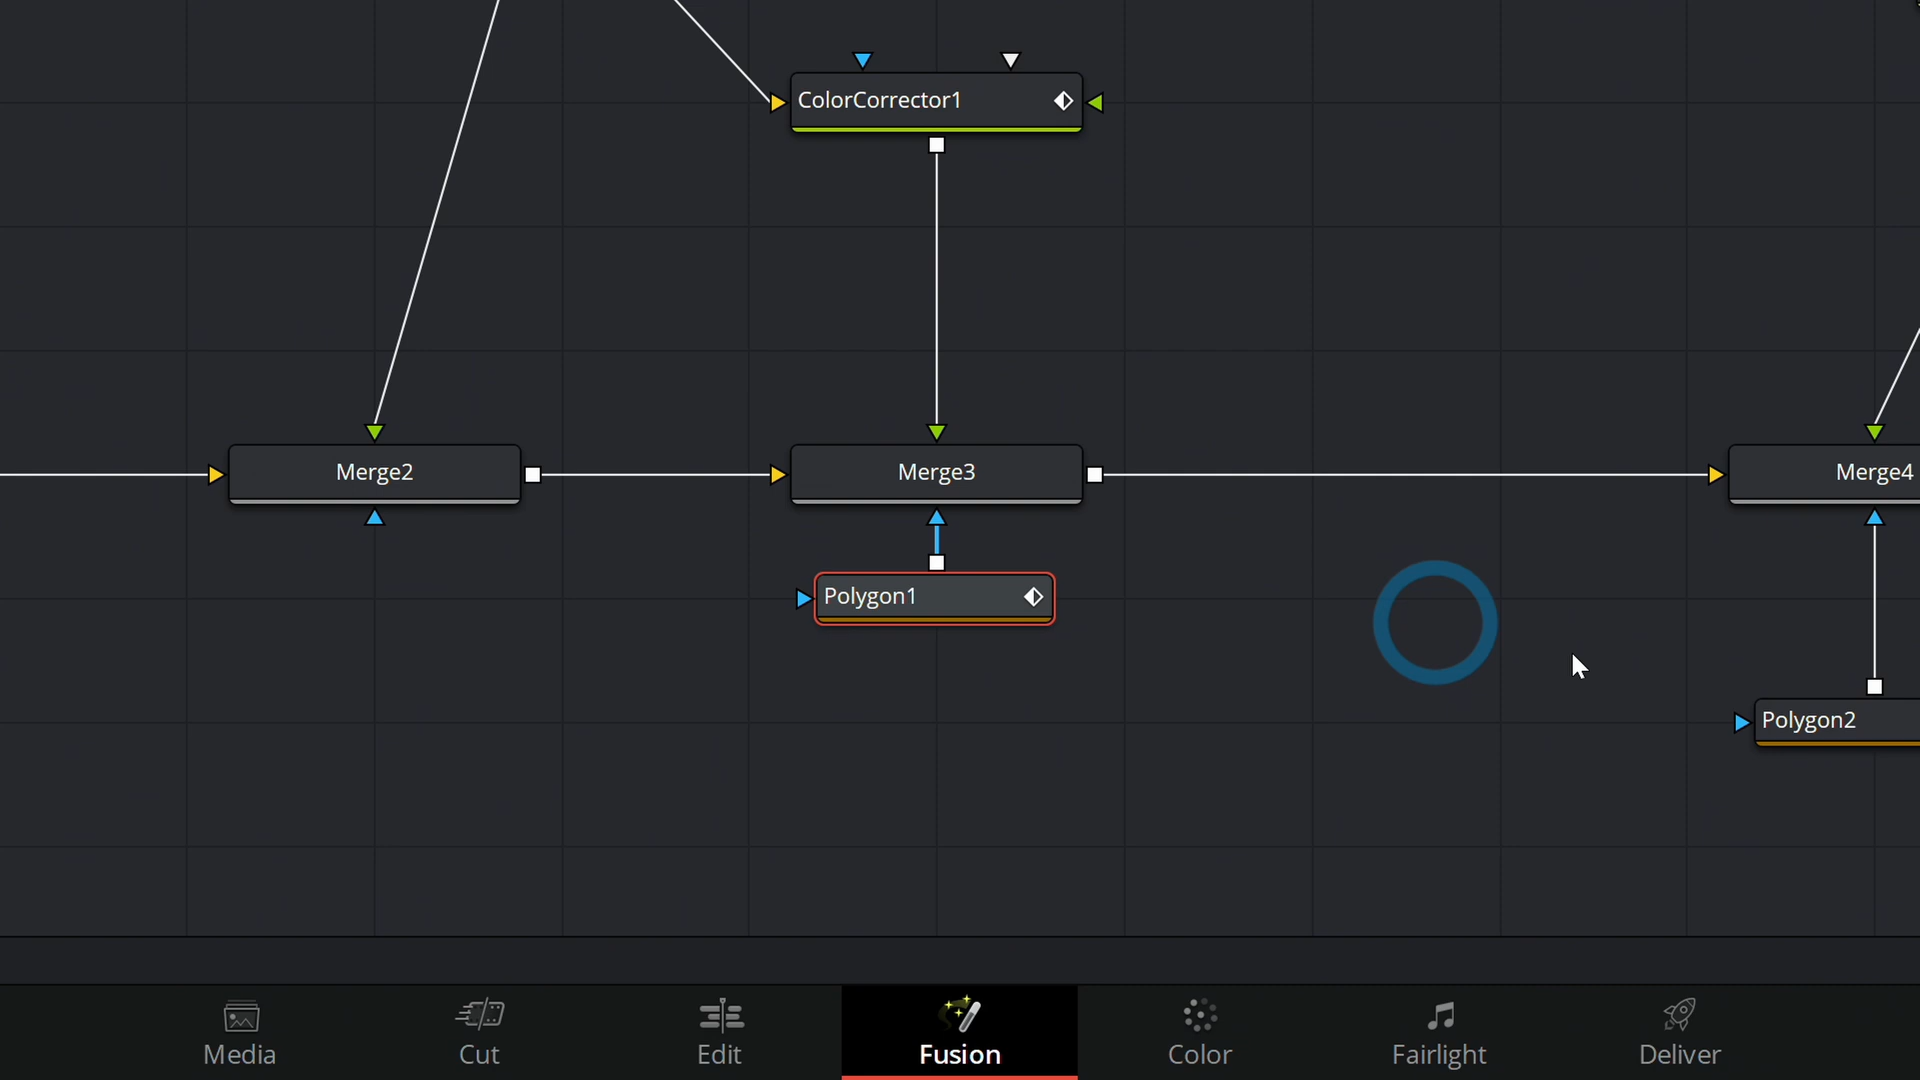 ColorCorrector1
Merge2
Merge3
Merge4
Polygon1
Polygon2
Media
Cut
Edit
Fusion
Color
Fairlight
Deliver